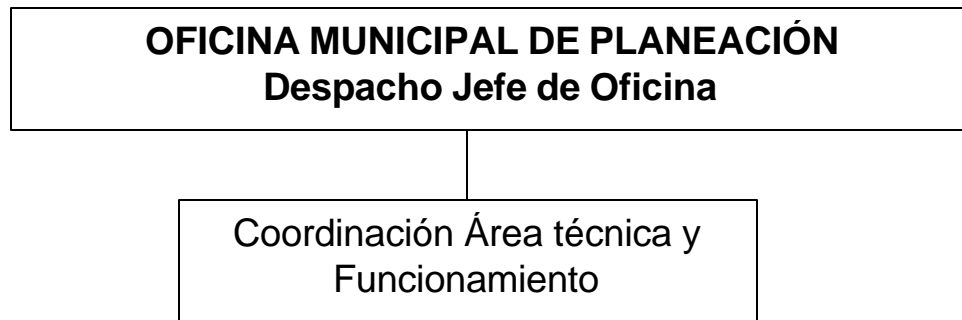 OFICINA MUNICIPAL DE PLANEACIÓN
Despacho Jefe de Oficina
Coordinación Área técnica y
Funcionamiento